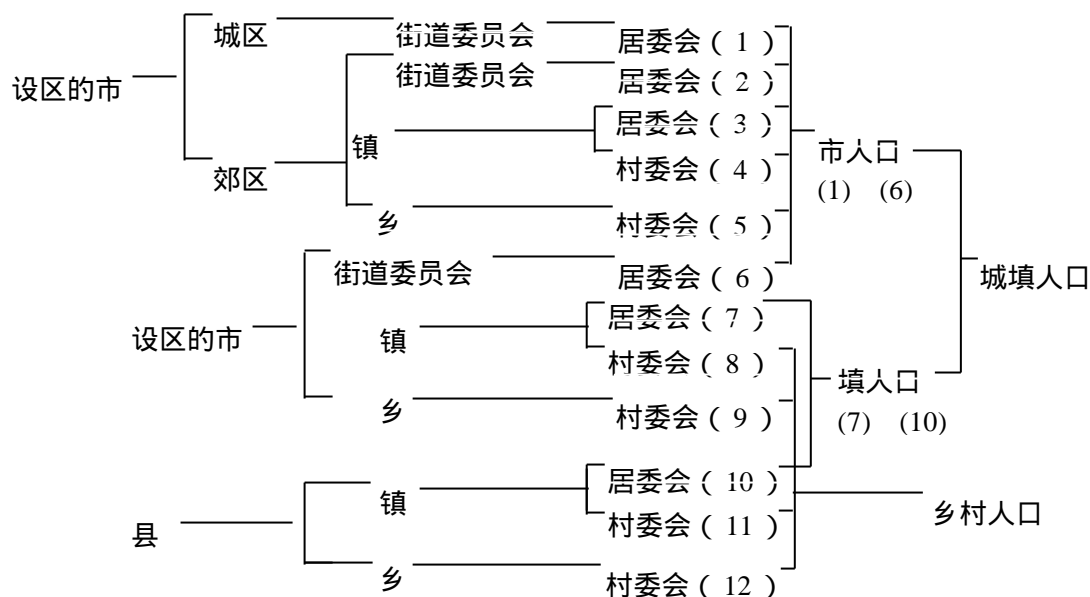 城区 街道委员会 居委会（ 1 ）
街道委员会 居委会（ 2 ）
设区的市
居委会（ 3 ）
镇
村委会（ 4 ）
市人口
郊区
(1) (6)
乡 村委会（ 5 ）
街道委员会 居委会（ 6 ）
城填人口
居委会（ 7 ）
设区的市 镇
村委会（ 8 ）
填人口
乡 村委会（ 9 ）
(7) (10)
居委会（ 10 ）
镇
乡村人口
县
村委会（ 11 ）
乡 村委会（ 12 ）